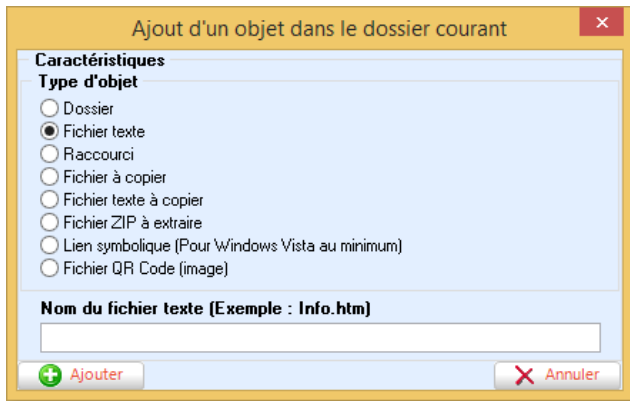 Ajout d'un objet dans le dossier courant
Caractéristiques
Type d'objet
Dossier
Fichier texte
Raccourci
Fichier à copier
Fichier texte à copier
Fichier ZIP à extraire
Lien symbolique (Pour Windows Vista au minimum)
Fichier QR Code (image)
Nom du fichier texte (Exemple : Info.htm)
Ajouter
Annuler